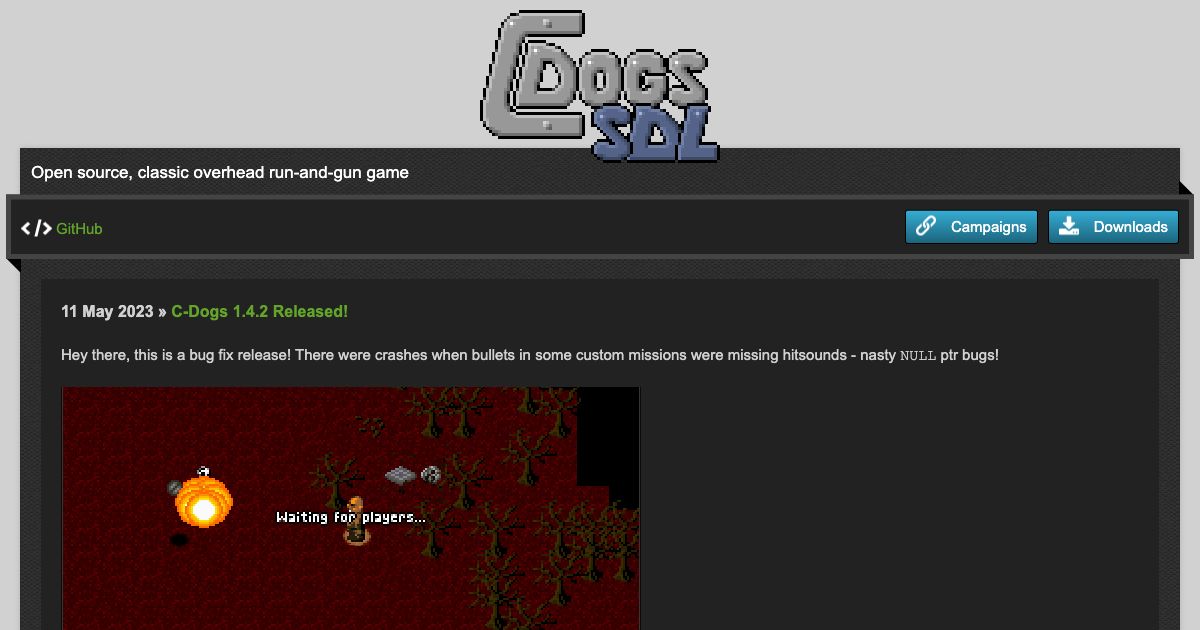 C-DOGS
SDL
Open source, classic overhead run-and-gun game
GitHub
Campaigns
Downloads
11 May 2023 » C-Dogs 1.4.2 Released!
Hey there, this is a bug fix release! There were crashes when bullets in some custom missions were missing hitsounds - nasty NULL ptr bugs!
Waiting for players...